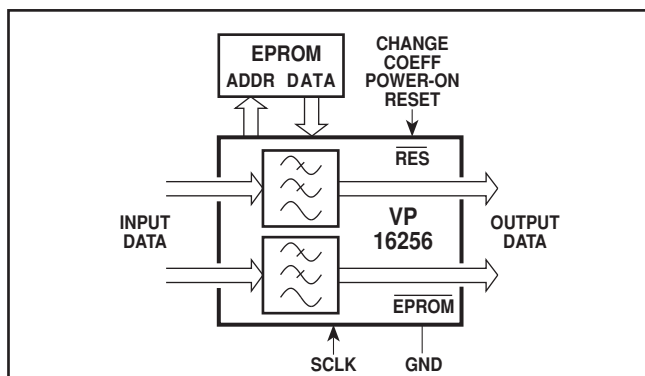 EPROM
ADDR DATA
CHANGE
COEFF
POWER-ON
RESET
RES
INPUT
DATA
VP
16256
OUTPUT
DATA
EPROM
SCLK
GND